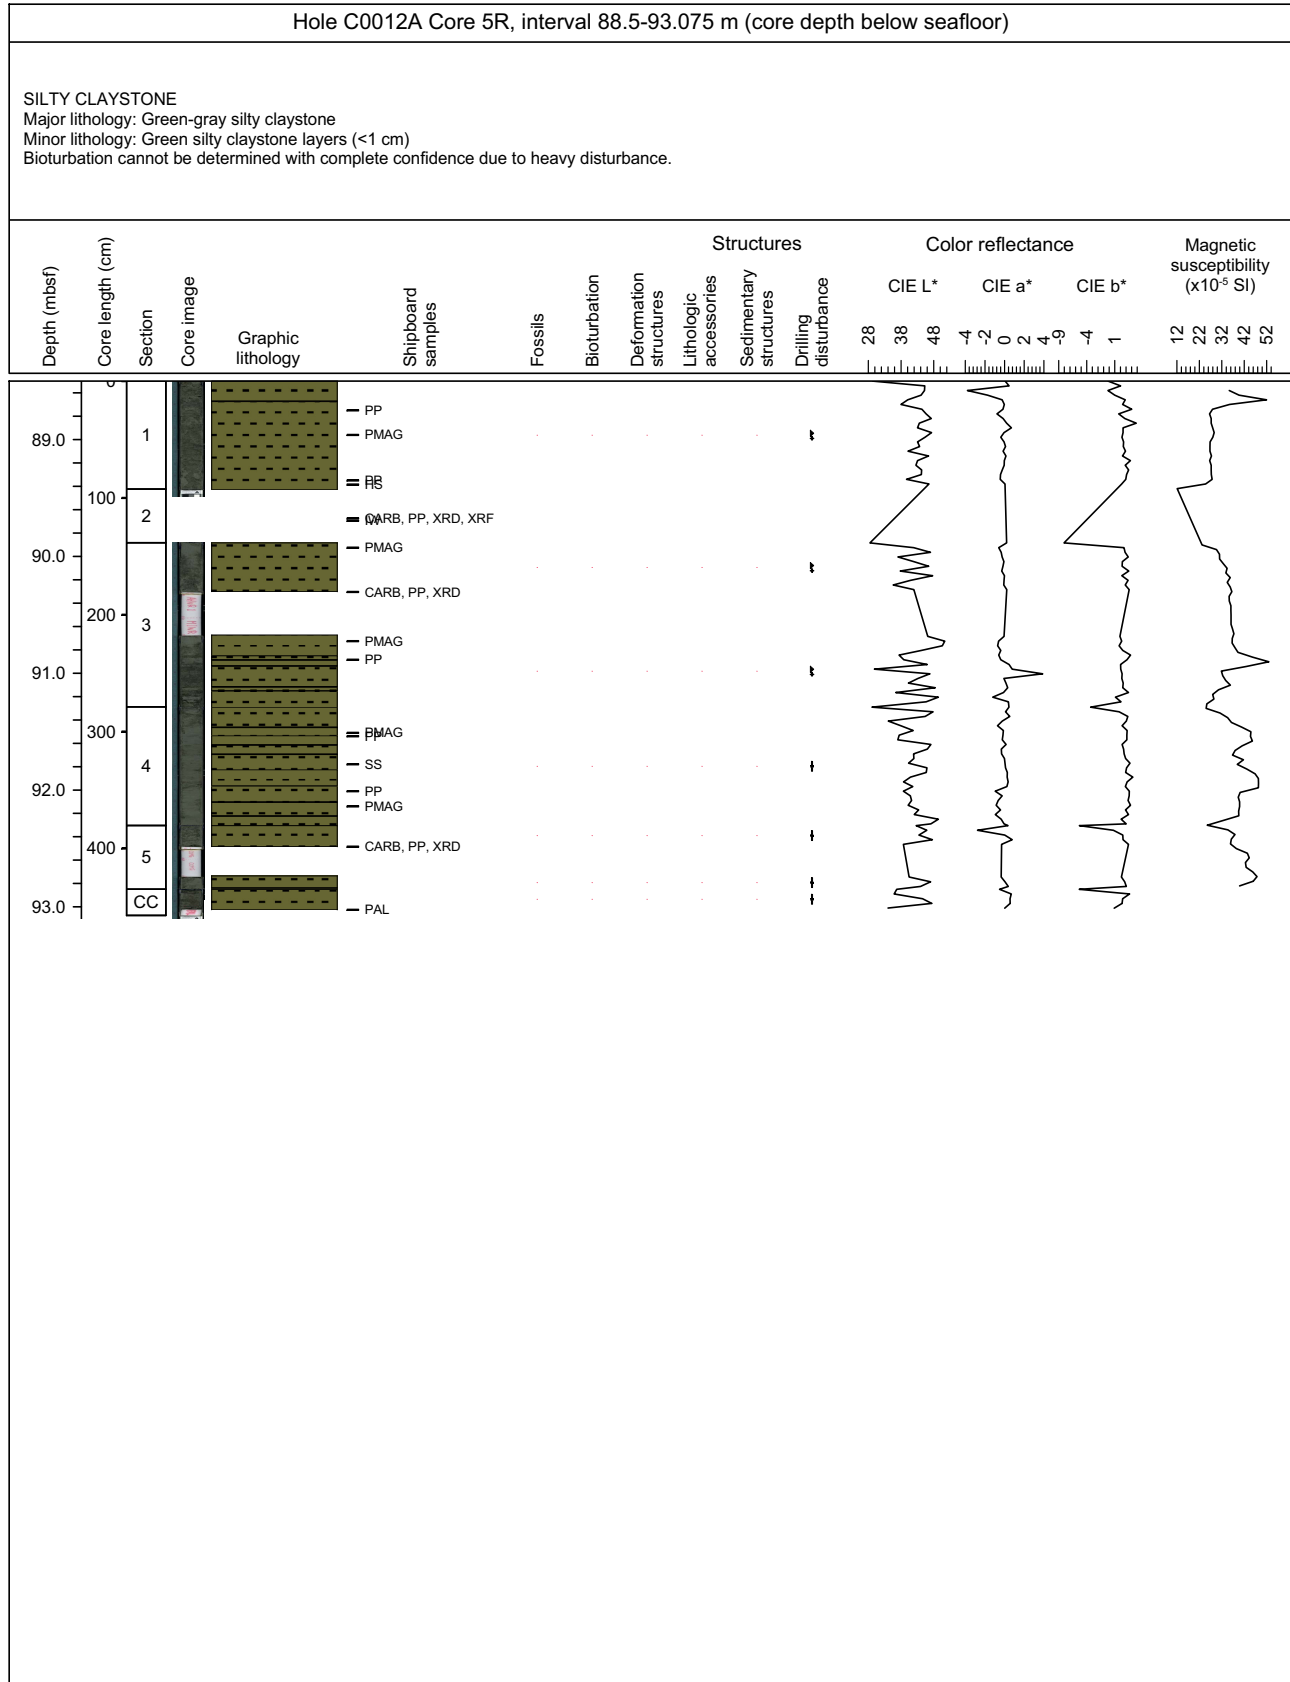 Hole C0012A Core 5R, interval 88.5-93.075 m (core depth below seafloor)
SILTY CLAYSTONE
Major lithology: Green-gray silty claystone
Minor lithology: Green silty claystone layers (<1 cm)
Bioturbation cannot be determined with complete confidence due to heavy disturbance.
Depth (mbsf)
Core length (cm)
Section
Core image
Graphic
lithology
Shipboard
samples
Fossils
Bioturbation
Structures
Deformation
structures
Lithologic
accessories
Sedimentary
structures
Drilling
disturbance
Color reflectance
CIE L*
28 38 48
CIE a*
-4 -2 0 2 4
CIE b*
-9 -4 1
Magnetic
susceptibility
(x10-5 SI)
12 22 32 42 52
0
PP
89.0 1 PMAG
PP
HS
100
2 CARB, PP, XRD, XRF
90.0 PMAG
CARB, PP, XRD
200
3
PMAG
PP
91.0
300 PMAG
PP
4 SS
92.0 PP
PMAG
400 CARB, PP, XRD
5
93.0 CC PAL